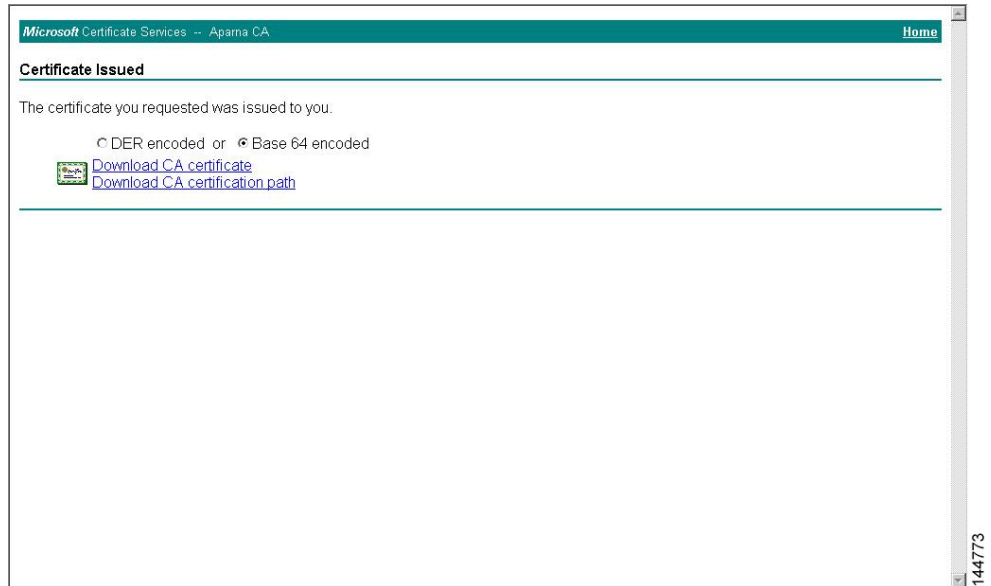 Microsoft Certificate Services -- Aparna CA Home
Certificate Issued
The certificate you requested was issued to you.
DER encoded or Base 64 encoded
Download CA certificate
Download CA certification path
144773